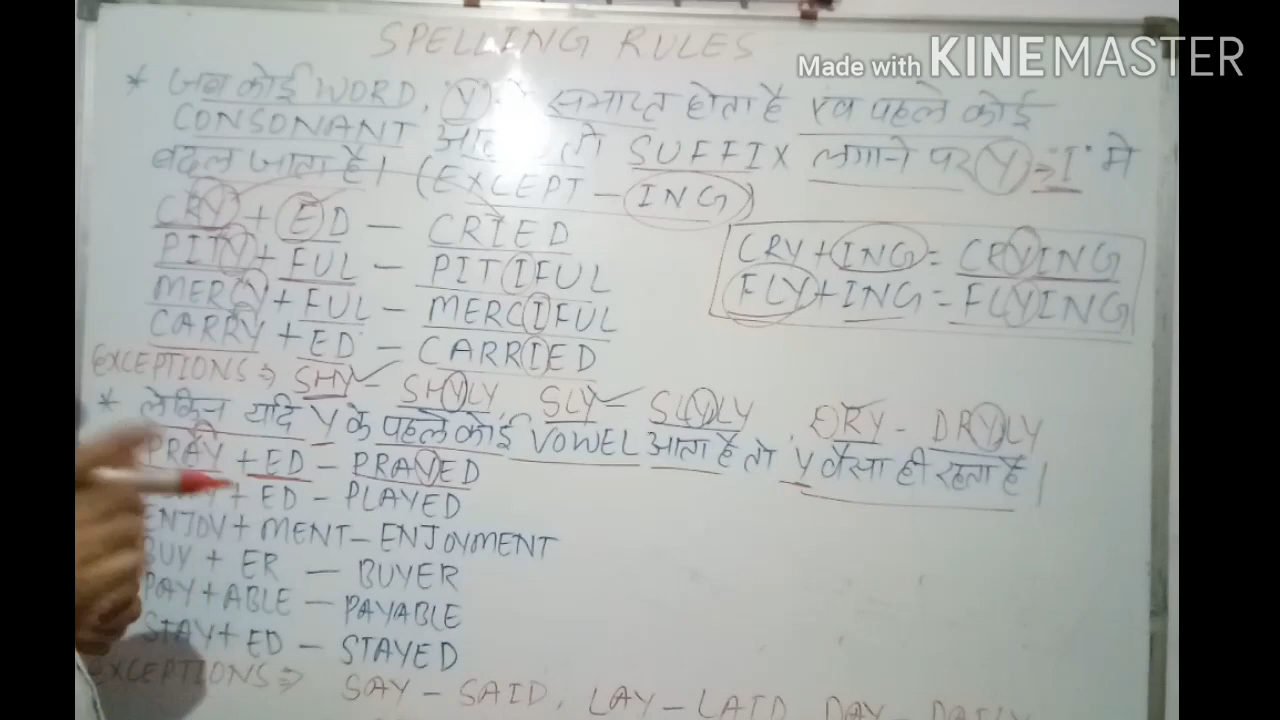 SPELLING RULES
Made with KINEMASTER
* जब कोई WORD, Y से समाप्त होता है Y व पहले कोई
CONSONANT आता तो SUFFIX लगाने पर Y = "I" मे
बदल जाता है। (EXCEPT - ING)
CRY + ED - CRIED
PITY + FUL - PITIFUL
MERCY + FUL - MERCIFUL
CARRY + ED - CARRIED
CRY + ING = CRYING
FLY + ING = FLYING
EXCEPTIONS ⇒ SHY - SHYLY, SLY - SLYLY, DRY - DRYLY
* लेकिन यदि Y के पहले कोई VOWEL आता है तो Y वैसा ही रहता है।
PRAY + ED - PRAYED
+ ED - PLAYED
ENJOY + MENT - ENJOYMENT
BUY + ER - BUYER
PAY + ABLE - PAYABLE
STAY + ED - STAYED
EXCEPTIONS ⇒ SAY - SAID, LAY - LAID, DAY - DAILY